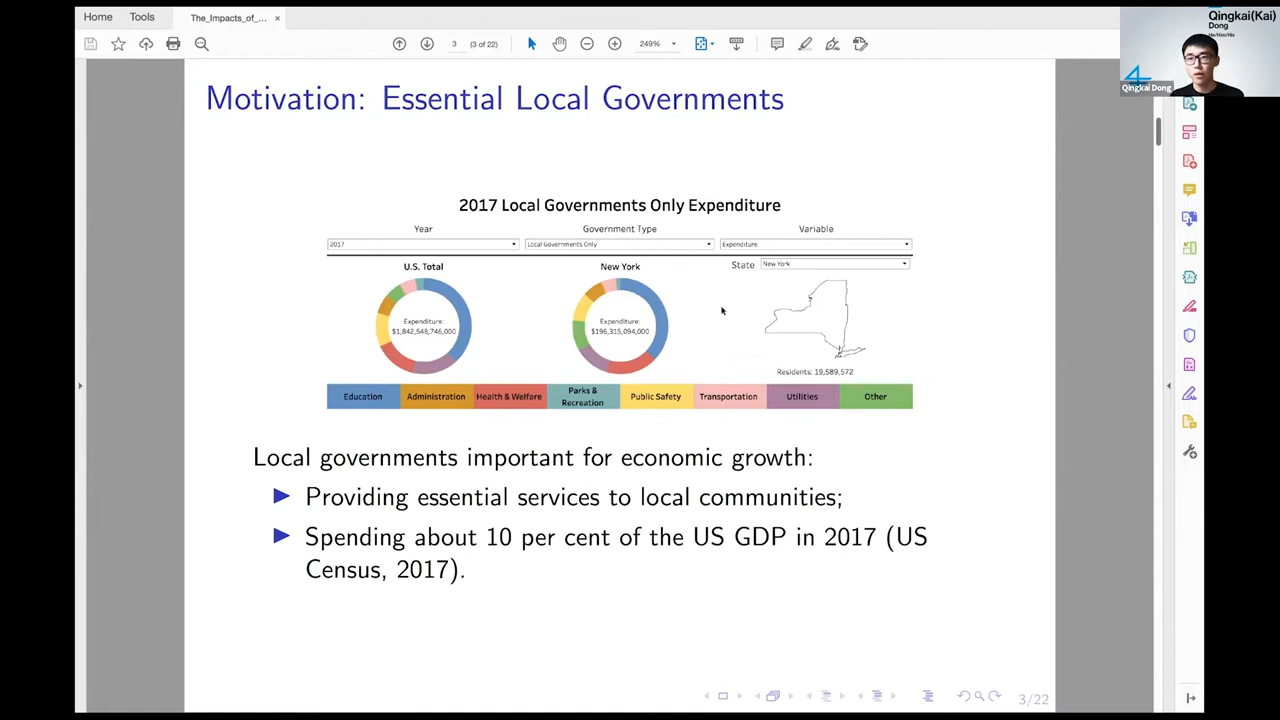 Home Tools The_Impacts_of_... ×
3 (3 of 22) 249%
Qingkai(Kai)
Dong
He/Him/His
Qingkai Dong
Motivation: Essential Local Governments
2017 Local Governments Only Expenditure
Year Government Type Variable
2017 Local Governments Only Expenditure
U.S. Total New York State New York
Expenditure: Expenditure:
$1,842,548,746,000 $196,315,094,000
Residents: 19,589,572
Education Administration Health & Welfare Parks & Recreation Public Safety Transportation Utilities Other
Local governments important for economic growth:
Providing essential services to local communities;
Spending about 10 per cent of the US GDP in 2017 (US
Census, 2017).
3/22